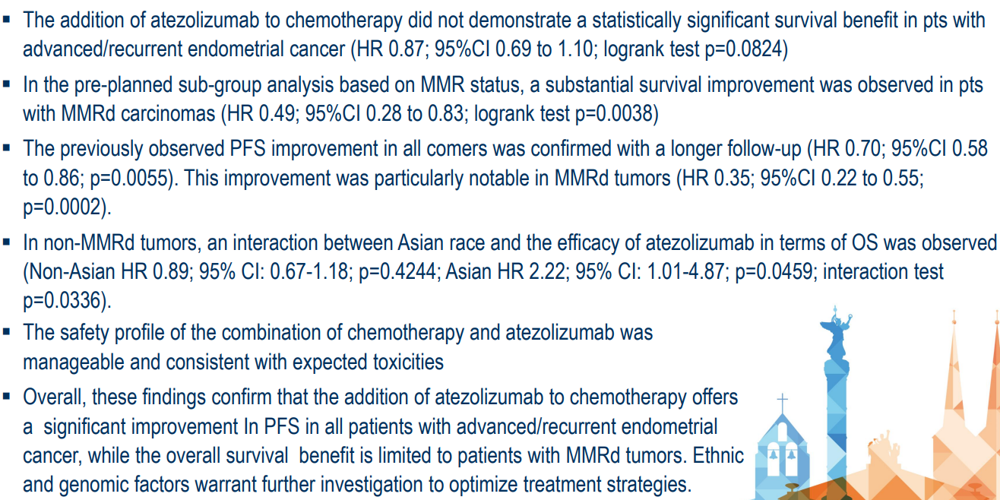 ▪ The addition of atezolizumab to chemotherapy did not demonstrate a statistically significant survival benefit in pts with
advanced/recurrent endometrial cancer (HR 0.87; 95%CI 0.69 to 1.10; logrank test p=0.0824)
▪ In the pre-planned sub-group analysis based on MMR status, a substantial survival improvement was observed in pts
with MMRd carcinomas (HR 0.49; 95%CI 0.28 to 0.83; logrank test p=0.0038)
▪ The previously observed PFS improvement in all comers was confirmed with a longer follow-up (HR 0.70; 95%CI 0.58
to 0.86; p=0.0055). This improvement was particularly notable in MMRd tumors (HR 0.35; 95%CI 0.22 to 0.55;
p=0.0002).
▪ In non-MMRd tumors, an interaction between Asian race and the efficacy of atezolizumab in terms of OS was observed
(Non-Asian HR 0.89; 95% CI: 0.67-1.18; p=0.4244; Asian HR 2.22; 95% CI: 1.01-4.87; p=0.0459; interaction test
p=0.0336).
▪ The safety profile of the combination of chemotherapy and atezolizumab was
manageable and consistent with expected toxicities
▪ Overall, these findings confirm that the addition of atezolizumab to chemotherapy offers
a  significant improvement In PFS in all patients with advanced/recurrent endometrial
cancer, while the overall survival  benefit is limited to patients with MMRd tumors. Ethnic
and genomic factors warrant further investigation to optimize treatment strategies.